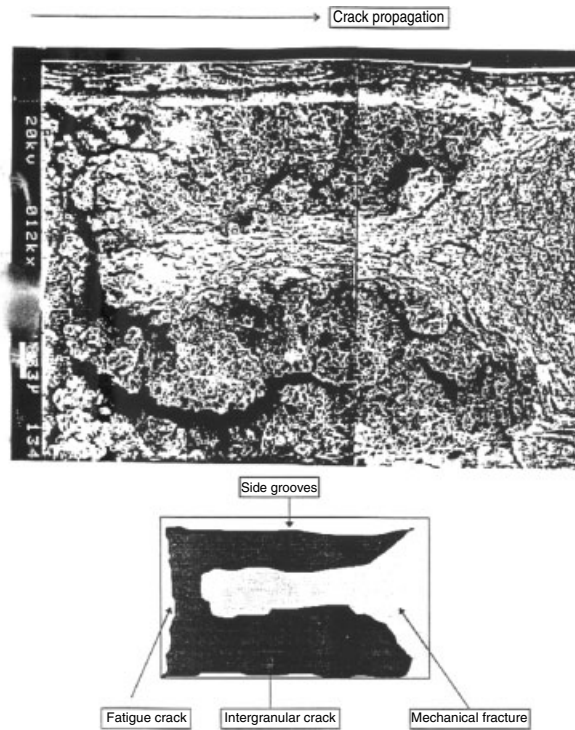 Crack propagation
20kV
012kx
134
Side grooves
Fatigue crack
Intergranular crack
Mechanical fracture